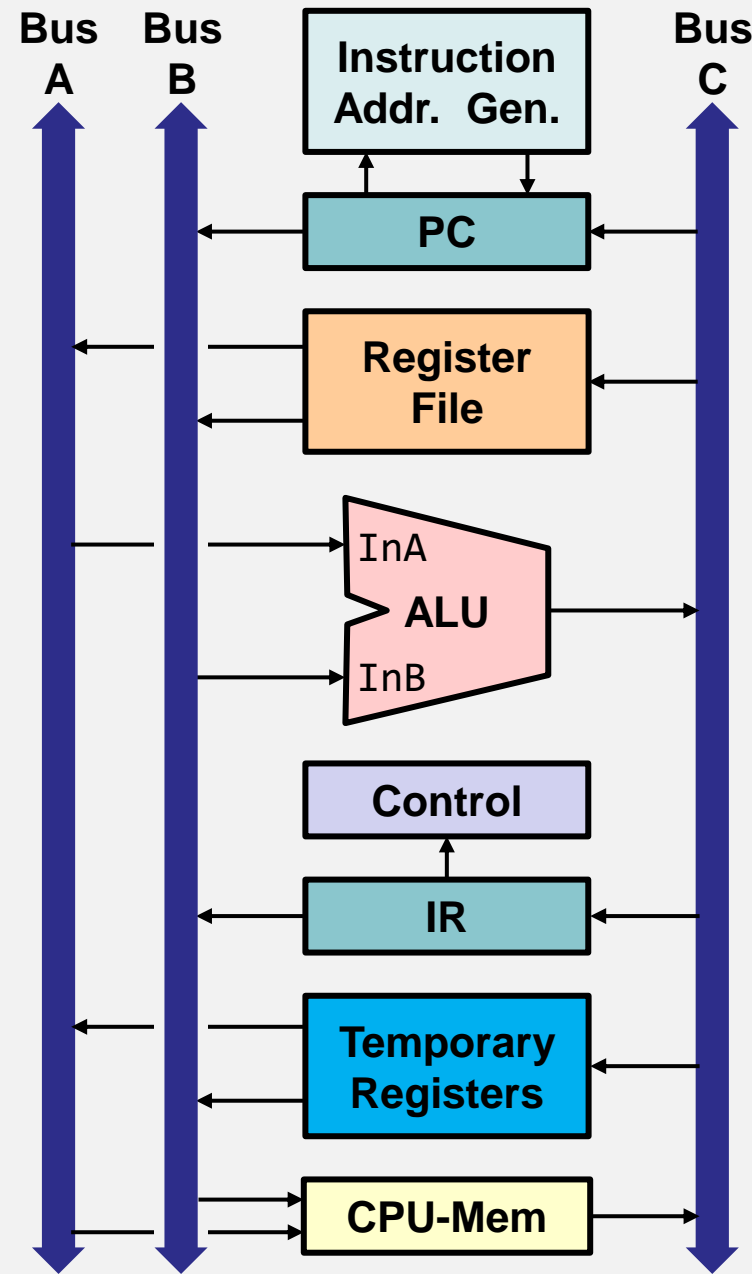 Bus Bus Bus
A B C
Instruction
Addr. Gen.
PC
Register
File
InA
ALU
InB
Control
IR
Temporary
Registers
CPU-Mem